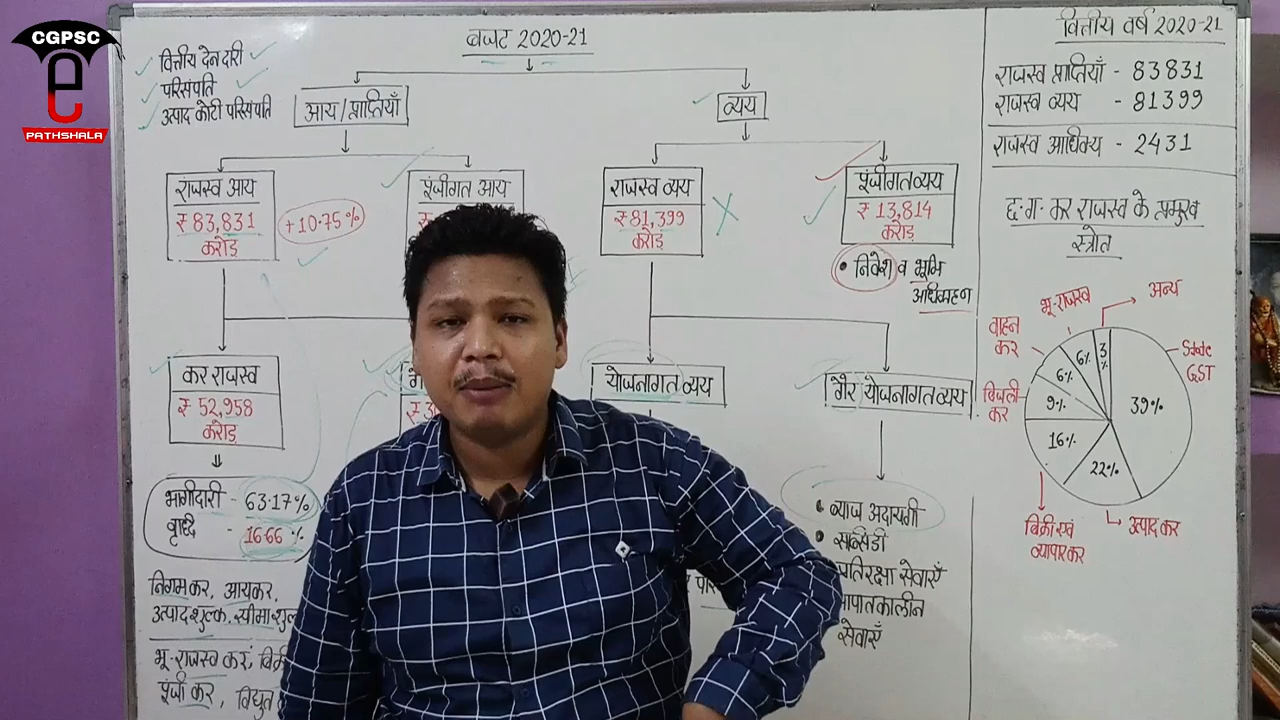 CGPSC
e
PATHSHALA
वित्तीय देनदारी
परिसंपति
उत्पाद कोटी परिसंपति
बजट 2020-21
आय/प्राप्तियाँ
व्यय
राजस्व आय
₹ 83,831
करोड़
+10.75%
पूंजीगत आय
राजस्व व्यय
₹ 81,399
करोड़
पूंजीगत व्यय
₹ 13,814
करोड़
• निवेश व भूमि
अधिग्रहन
कर राजस्व
₹ 52,958
करोड़
योजनागत व्यय
गैर योजनागत व्यय
भागीदारी - 63.17%
वृद्धि - 16.66 %
• ब्याज अदायगी
• सब्सिडी
प्रतिरक्षा सेवाएँ
आपातकालीन
सेवाएँ
निगम कर, आयकर,
उत्पाद शुल्क, सीमा
भू-राजस्व कर,
पूंजी कर, विद्युत
वित्तीय वर्ष 2020-21
राजस्व प्राप्तियाँ - 83831
राजस्व व्यय - 81399
राजस्व आधिक्य - 2431
छ.ग. कर राजस्व के प्रमुख
स्त्रोत
भू-राजस्व
अन्य
वाहन
कर
बिजली
कर
GST
3%
6%
6%
9%
39%
16%
22%
बिक्री एवं
व्यापार कर
उत्पाद कर